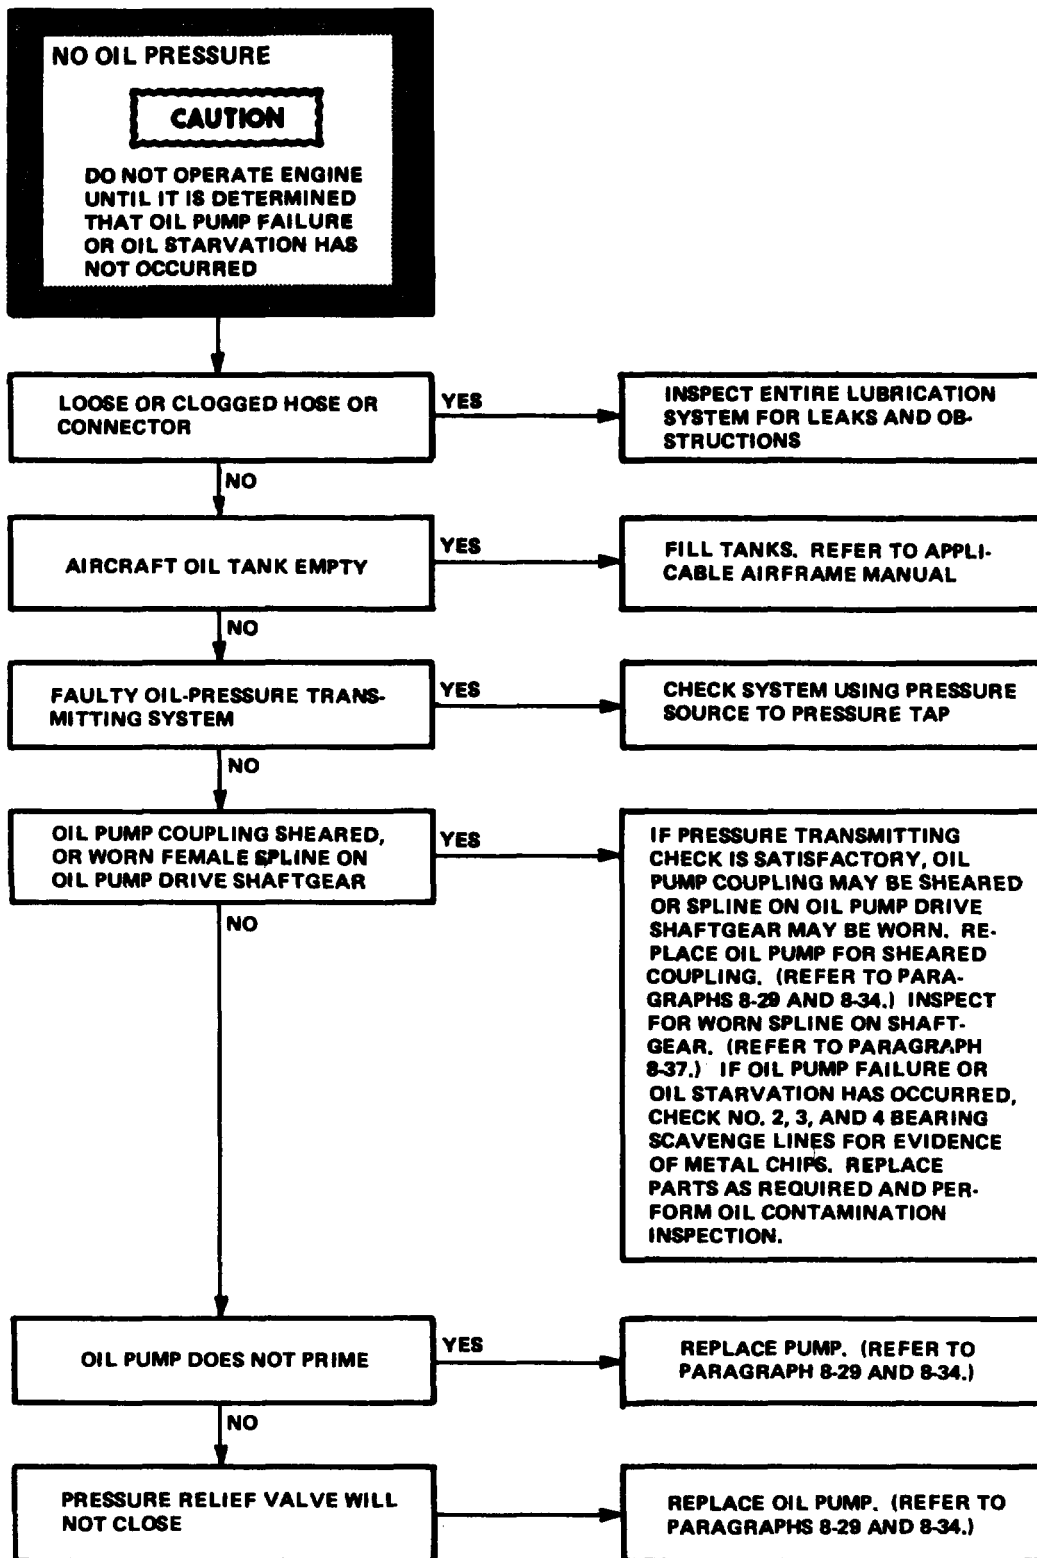 NO OIL PRESSURE
CAUTION
DO NOT OPERATE ENGINE
UNTIL IT IS DETERMINED
THAT OIL PUMP FAILURE
OR OIL STARVATION HAS
NOT OCCURRED
LOOSE OR CLOGGED HOSE OR
CONNECTOR
YES
INSPECT ENTIRE LUBRICATION
SYSTEM FOR LEAKS AND OB-
STRUCTIONS
NO
AIRCRAFT OIL TANK EMPTY
YES
FILL TANKS. REFER TO APPLI-
CABLE AIRFRAME MANUAL
NO
FAULTY OIL-PRESSURE TRANS-
MITTING SYSTEM
YES
CHECK SYSTEM USING PRESSURE
SOURCE TO PRESSURE TAP
NO
OIL PUMP COUPLING SHEARED,
OR WORN FEMALE SPLINE ON
OIL PUMP DRIVE SHAFTGEAR
YES
IF PRESSURE TRANSMITTING
CHECK IS SATISFACTORY, OIL
PUMP COUPLING MAY BE SHEARED
OR SPLINE ON OIL PUMP DRIVE
SHAFTGEAR MAY BE WORN. RE-
PLACE OIL PUMP FOR SHEARED
COUPLING. (REFER TO PARA-
GRAPHS 8-29 AND 8-34.) INSPECT
FOR WORN SPLINE ON SHAFT-
GEAR. (REFER TO PARAGRAPH
8-37.) IF OIL PUMP FAILURE OR
OIL STARVATION HAS OCCURRED,
CHECK NO. 2, 3, AND 4 BEARING
SCAVENGE LINES FOR EVIDENCE
OF METAL CHIPS. REPLACE
PARTS AS REQUIRED AND PER-
FORM OIL CONTAMINATION
INSPECTION.
NO
OIL PUMP DOES NOT PRIME
YES
REPLACE PUMP. (REFER TO
PARAGRAPH 8-29 AND 8-34.)
NO
PRESSURE RELIEF VALVE WILL
NOT CLOSE
REPLACE OIL PUMP. (REFER TO
PARAGRAPHS 8-29 AND 8-34.)